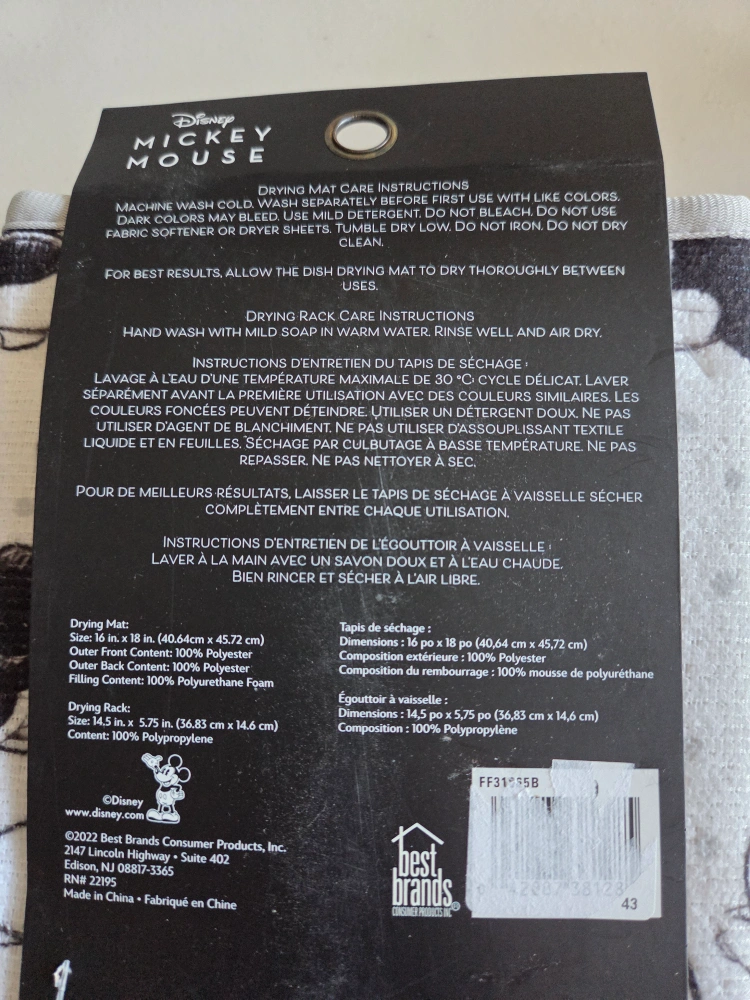 Disney
MICKEY
MOUSE
DRYING MAT CARE INSTRUCTIONS
MACHINE WASH COLD. WASH SEPARATELY BEFORE FIRST USE WITH LIKE COLORS.
DARK COLORS MAY BLEED. USE MILD DETERGENT. DO NOT BLEACH. DO NOT USE
FABRIC SOFTENER OR DRYER SHEETS. TUMBLE DRY LOW. DO NOT IRON. DO NOT DRY
CLEAN.
FOR BEST RESULTS, ALLOW THE DISH DRYING MAT TO DRY THOROUGHLY BETWEEN
USES.
DRYING RACK CARE INSTRUCTIONS
HAND WASH WITH MILD SOAP IN WARM WATER. RINSE WELL AND AIR DRY.
INSTRUCTIONS D'ENTRETIEN DU TAPIS DE SÉCHAGE :
LAVAGE À L'EAU D'UNE TEMPÉRATURE MAXIMALE DE 30 °C; CYCLE DÉLICAT. LAVER
SÉPARÉMENT AVANT LA PREMIÈRE UTILISATION AVEC DES COULEURS SIMILAIRES. LES
COULEURS FONCÉES PEUVENT DÉTEINDRE. UTILISER UN DÉTERGENT DOUX. NE PAS
UTILISER D'AGENT DE BLANCHIMENT. NE PAS UTILISER D'ASSOUPLISSANT TEXTILE
LIQUIDE ET EN FEUILLES. SÉCHAGE PAR CULBUTAGE À BASSE TEMPÉRATURE. NE PAS
REPASSER. NE PAS NETTOYER À SEC.
POUR DE MEILLEURS RÉSULTATS, LAISSER LE TAPIS DE SÉCHAGE À VAISSELLE SÉCHER
COMPLÈTEMENT ENTRE CHAQUE UTILISATION.
INSTRUCTIONS D'ENTRETIEN DE L'ÉGOUTTOIR À VAISSELLE :
LAVER À LA MAIN AVEC UN SAVON DOUX ET À L'EAU CHAUDE.
BIEN RINCER ET SÉCHER À L'AIR LIBRE.
Drying Mat:
Size: 16 in. x 18 in. (40.64cm x 45.72 cm)
Outer Front Content: 100% Polyester
Outer Back Content: 100% Polyester
Filling Content: 100% Polyurethane Foam
Drying Rack:
Size: 14.5 in. x 5.75 in. (36.83 cm x 14.6 cm)
Content: 100% Polypropylene
Tapis de séchage :
Dimensions : 16 po x 18 po (40,64 cm x 45,72 cm)
Composition extérieure : 100% Polyester
Composition du rembourrage : 100% mousse de polyuréthane
Égouttoir à vaisselle :
Dimensions : 14,5 po x 5,75 po (36,83 cm x 14,6 cm)
Composition : 100% Polypropylène
©Disney
www.disney.com
©2022 Best Brands Consumer Products, Inc.
2147 Lincoln Highway • Suite 402
Edison, NJ 08817-3365
RN# 22195
Made in China • Fabriqué en Chine
best
brands®
CONSUMER PRODUCTS INC
43